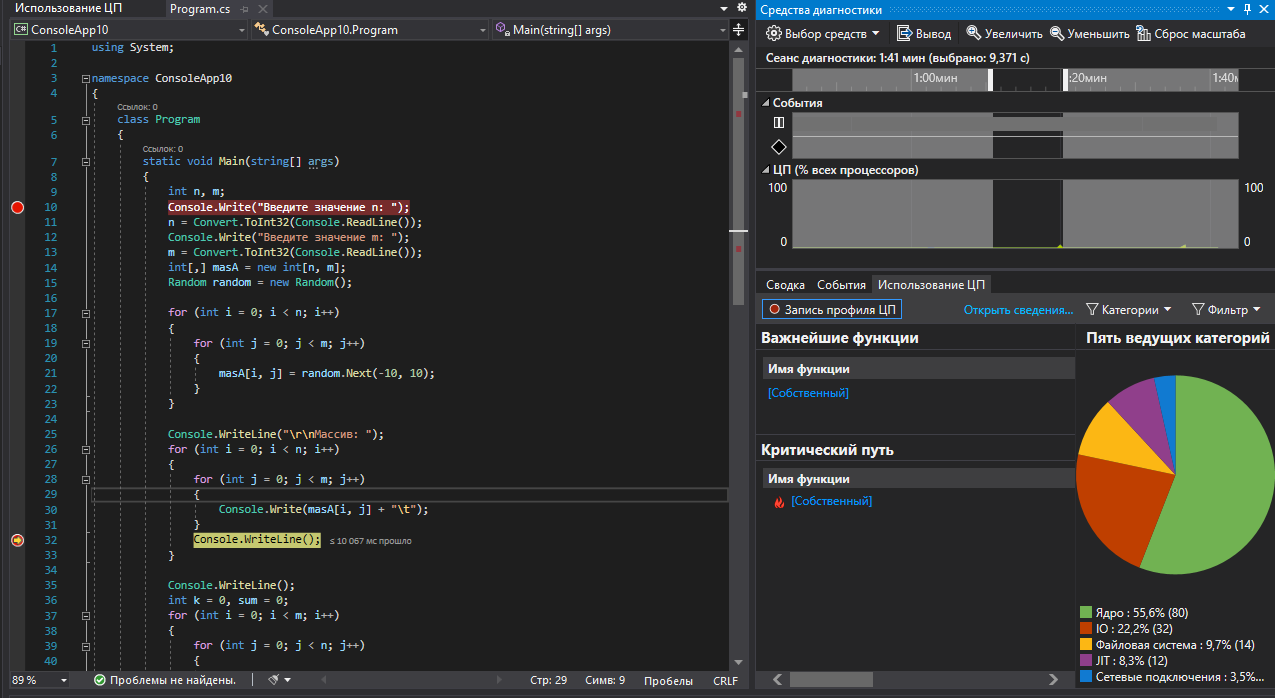 Использование ЦП
Program.cs
ConsoleApp10
ConsoleApp10.Program
Main(string[] args)
1 using System;
2
3 namespace ConsoleApp10
4 {
Ссылок: 0
5 class Program
6 {
Ссылок: 0
7 static void Main(string[] args)
8 {
9 int n, m;
10 Console.Write("Введите значение n: ");
11 n = Convert.ToInt32(Console.ReadLine());
12 Console.Write("Введите значение m: ");
13 m = Convert.ToInt32(Console.ReadLine());
14 int[,] masA = new int[n, m];
15 Random random = new Random();
16
17 for (int i = 0; i < n; i++)
18 {
19 for (int j = 0; j < m; j++)
20 {
21 masA[i, j] = random.Next(-10, 10);
22 }
23 }
24
25 Console.WriteLine("\r\nМассив: ");
26 for (int i = 0; i < n; i++)
27 {
28 for (int j = 0; j < m; j++)
29 {
30 Console.Write(masA[i, j] + "\t");
31 }
32 Console.WriteLine(); ≤ 10 067 мс прошло
33 }
34
35 Console.WriteLine();
36 int k = 0, sum = 0;
37 for (int i = 0; i < m; i++)
38 {
39 for (int j = 0; j < n; j++)
40 {
89 %
Проблемы не найдены.
Стр: 29
Симв: 9
Пробелы
CRLF
Средства диагностики
Выбор средств
Вывод
Увеличить
Уменьшить
Сброс масштаба
Сеанс диагностики: 1:41 мин (выбрано: 9,371 с)
1:00мин
:20мин
События
ЦП (% всех процессоров)
100
100
0
0
Сводка
События
Использование ЦП
Запись профиля ЦП
Открыть сведения...
Категории
Фильтр
Важнейшие функции
Имя функции
[Собственный]
Критический путь
Имя функции
[Собственный]
Пять ведущих категорий
Ядро : 55,6% (80)
IO : 22,2% (32)
Файловая система : 9,7% (14)
JIT : 8,3% (12)
Сетевые подключения : 3,5%...